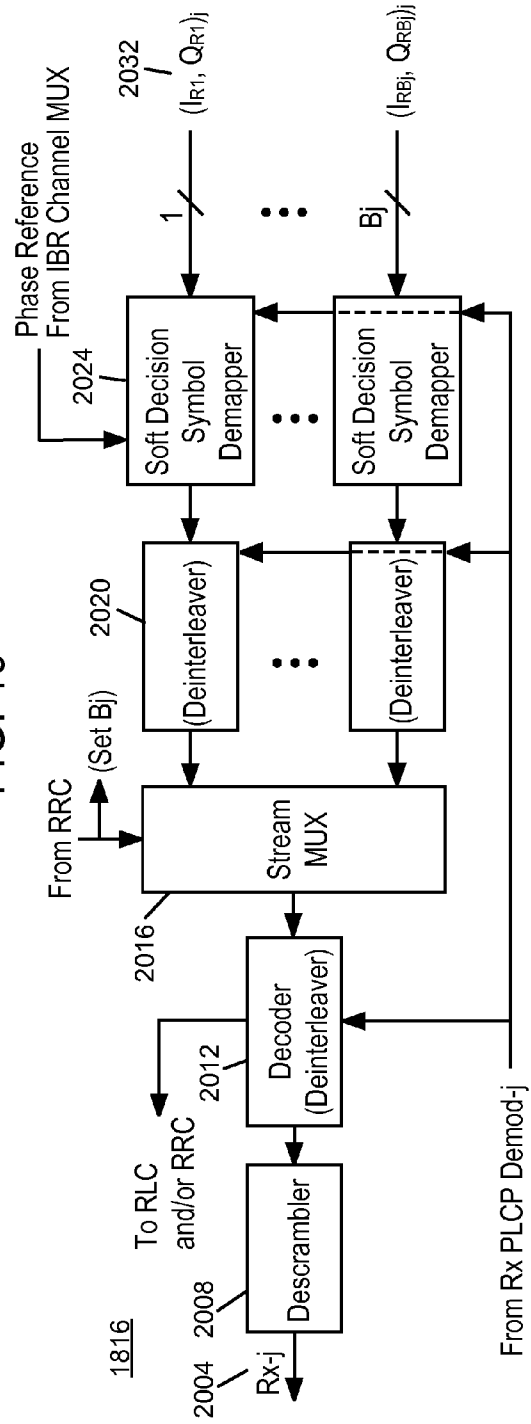 1816
2004
Rx-j
2008
Descrambler
To RLC
and/or RRC
2012
Decoder
(Deinterleaver)
2016
From RRC
(Set Bj)
Stream
MUX
2020
(Deinterleaver)
(Deinterleaver)
Phase Reference
From IBR Channel MUX
2024
Soft Decision
Symbol
Demapper
Soft Decision
Symbol
Demapper
1
Bj
2032
(IR1, QR1)j
(IRBj, QRBj)j
From Rx PLCP Demod-j